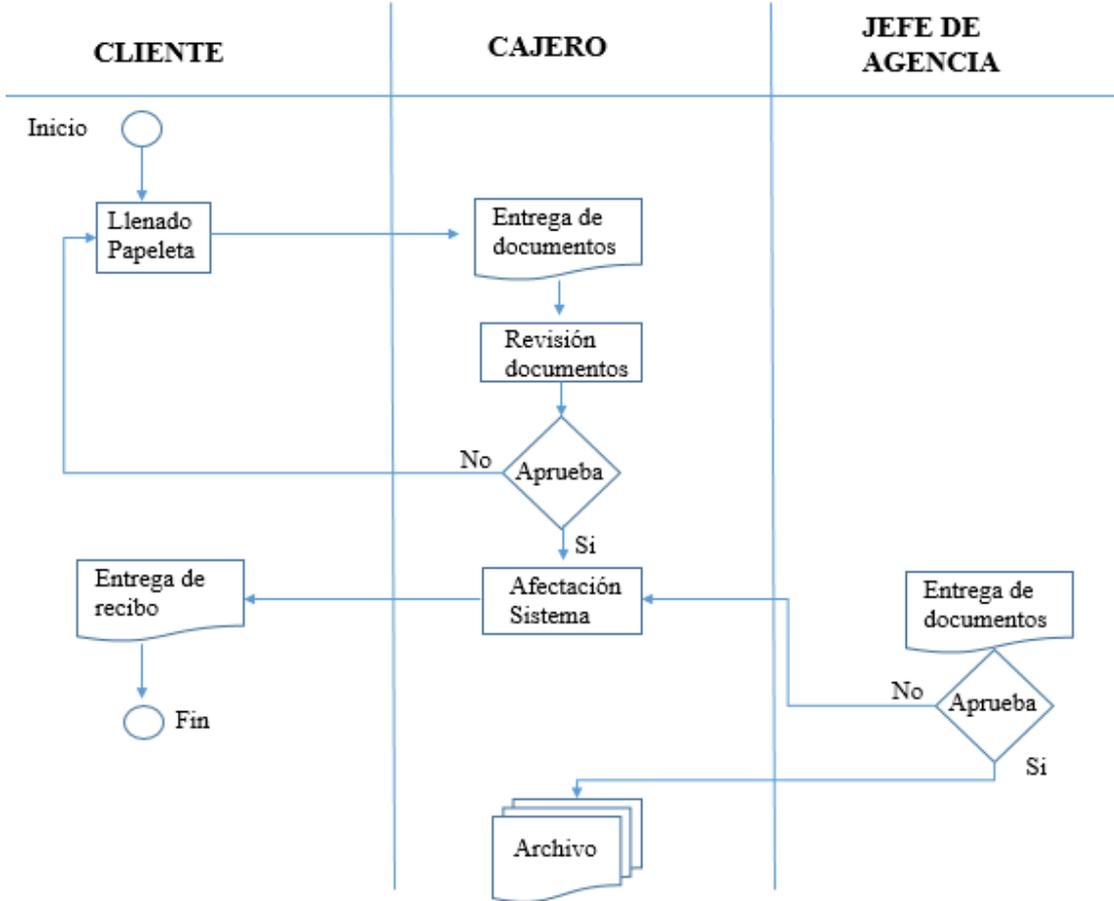 CLIENTE
CAJERO
JEFE DE
AGENCIA
Inicio
Llenado
Papeleta
Entrega de
documentos
Revisión
documentos
No
Aprueba
Si
Entrega de
recibo
Afectación
Sistema
Entrega de
documentos
No
Aprueba
Fin
Si
Archivo